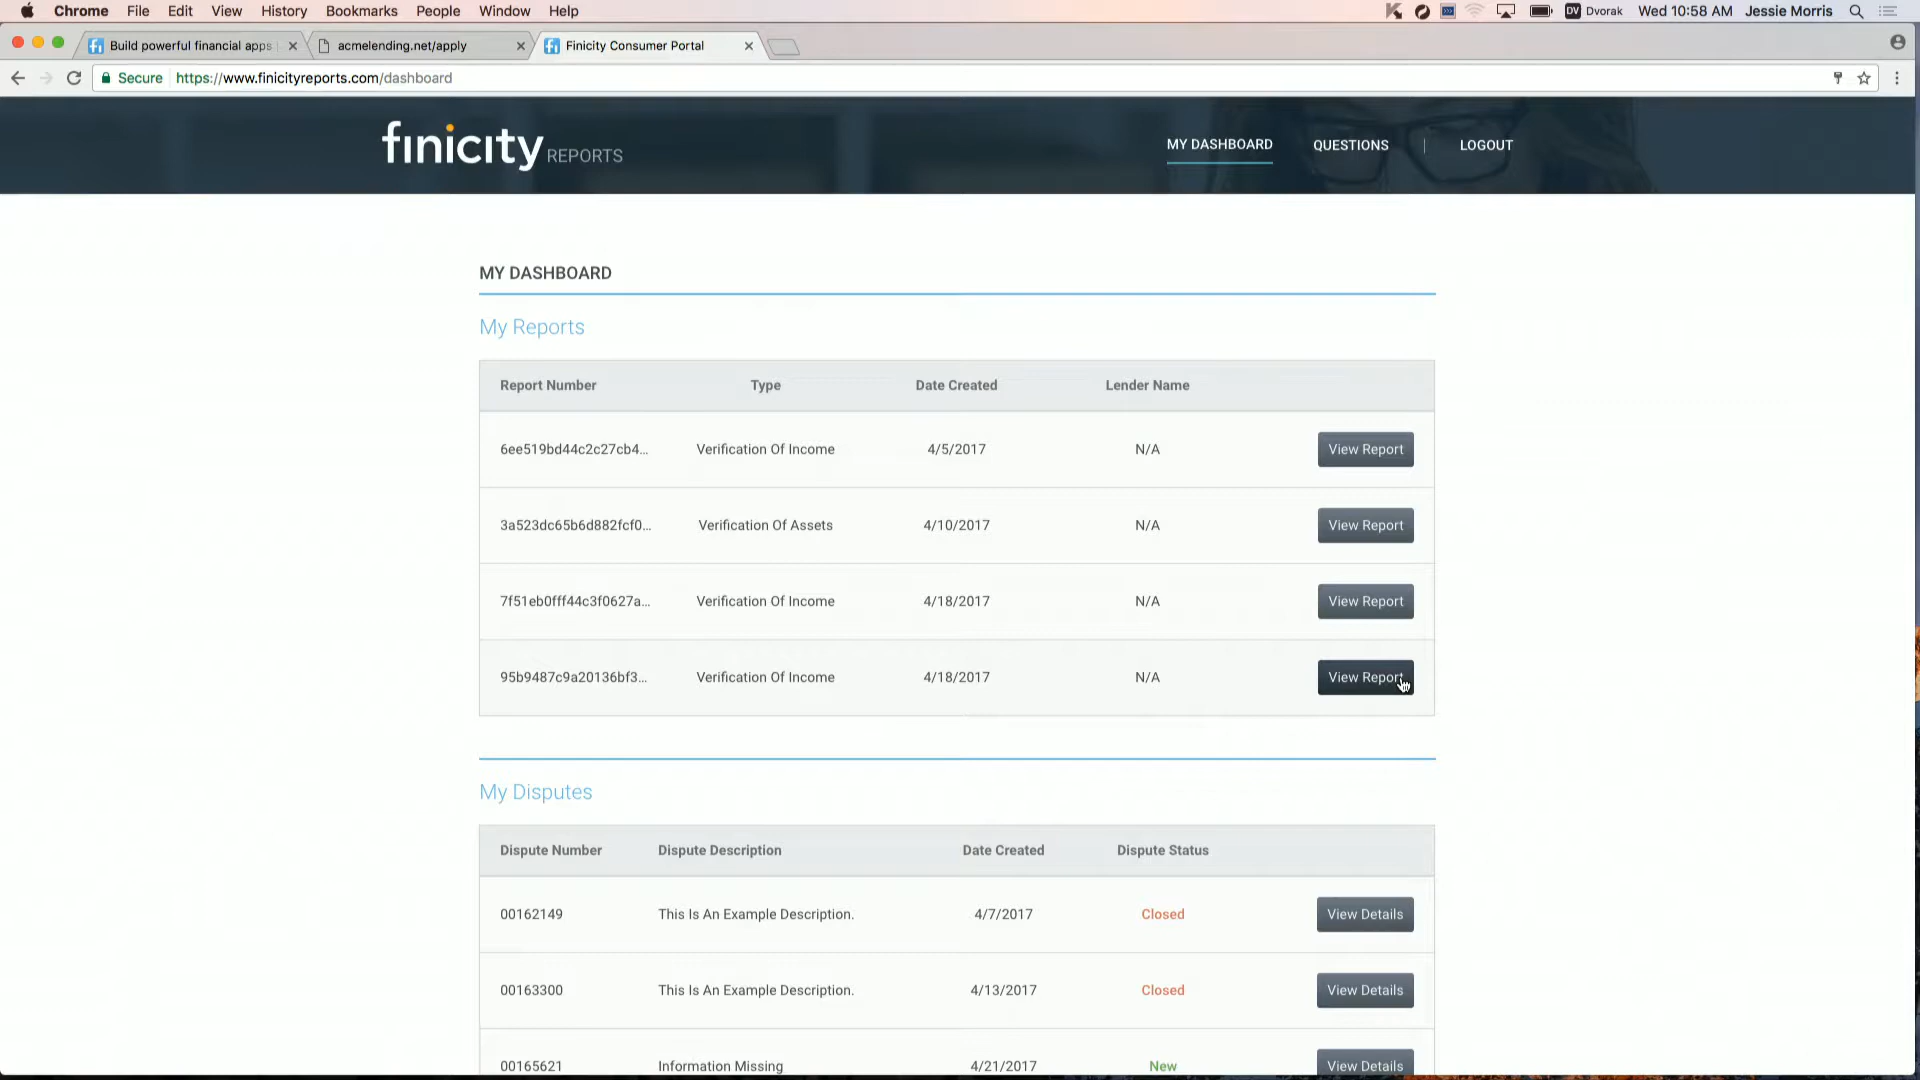 Chrome File Edit View History Bookmarks People Window Help DV Dvorak Wed 10:58 AM Jessie Morris
Build powerful financial apps acmelending.net/apply Finicity Consumer Portal
Secure https://www.finicityreports.com/dashboard
finicity REPORTS MY DASHBOARD QUESTIONS LOGOUT
MY DASHBOARD
My Reports
Report Number Type Date Created Lender Name
6ee519bd44c2c27cb4... Verification Of Income 4/5/2017 N/A View Report
3a523dc65b6d882fcf0... Verification Of Assets 4/10/2017 N/A View Report
7f51eb0fff44c3f0627a... Verification Of Income 4/18/2017 N/A View Report
95b9487c9a20136bf3... Verification Of Income 4/18/2017 N/A View Report
My Disputes
Dispute Number Dispute Description Date Created Dispute Status
00162149 This Is An Example Description. 4/7/2017 Closed View Details
00163300 This Is An Example Description. 4/13/2017 Closed View Details
00165621 Information Missing 4/21/2017 New View Details